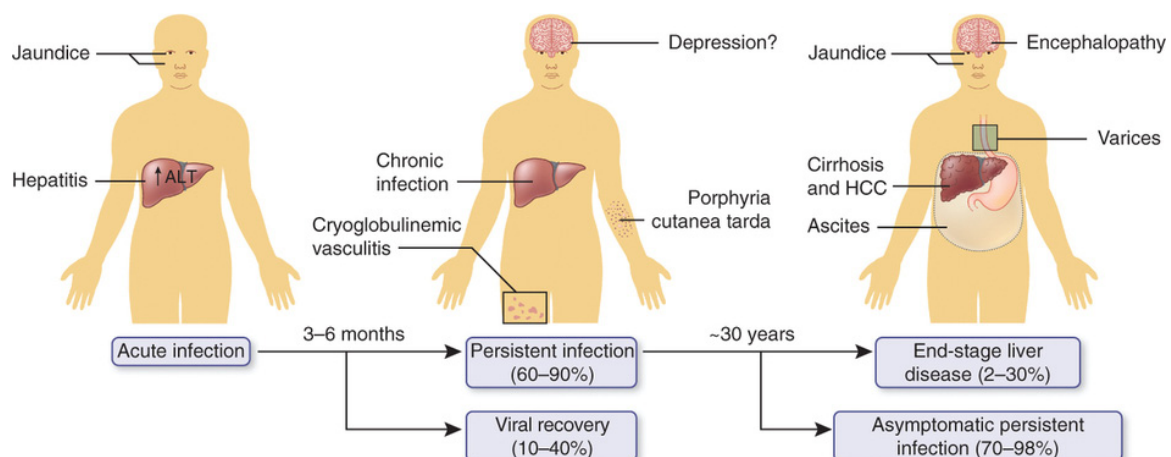 Jaundice
Hepatitis
↑ ALT
Depression?
Chronic
infection
Cryoglobulinemic
vasculitis
Porphyria
cutanea tarda
Jaundice
Encephalopathy
Varices
Cirrhosis
and HCC
Ascites
Acute infection
3–6 months
Persistent infection
(60–90%)
Viral recovery
(10–40%)
~30 years
End-stage liver
disease (2–30%)
Asymptomatic persistent
infection (70–98%)